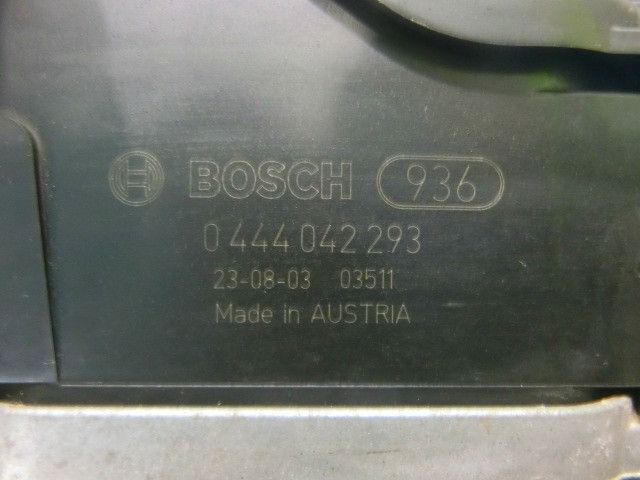 BOSCH 936
0 444 042 293
23-08-03 03511
Made in AUSTRIA